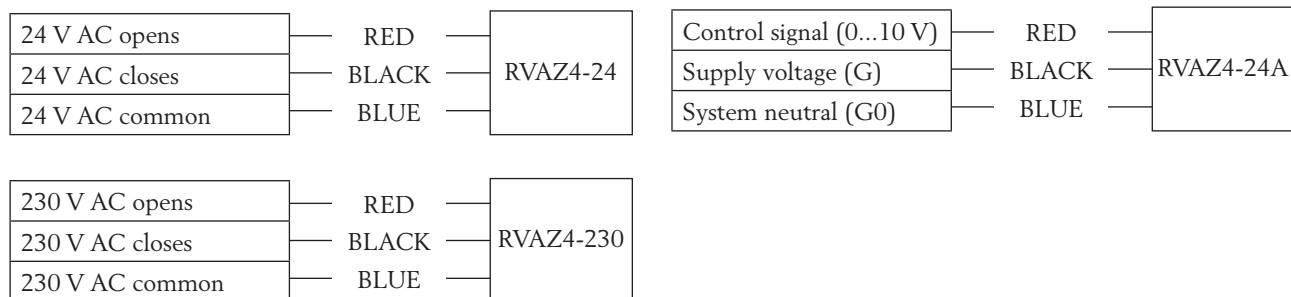 24 V AC opens RED
24 V AC closes BLACK RVAZ4-24
24 V AC common BLUE
Control signal (0...10 V) RED
Supply voltage (G) BLACK RVAZ4-24A
System neutral (G0) BLUE
230 V AC opens RED
230 V AC closes BLACK RVAZ4-230
230 V AC common BLUE